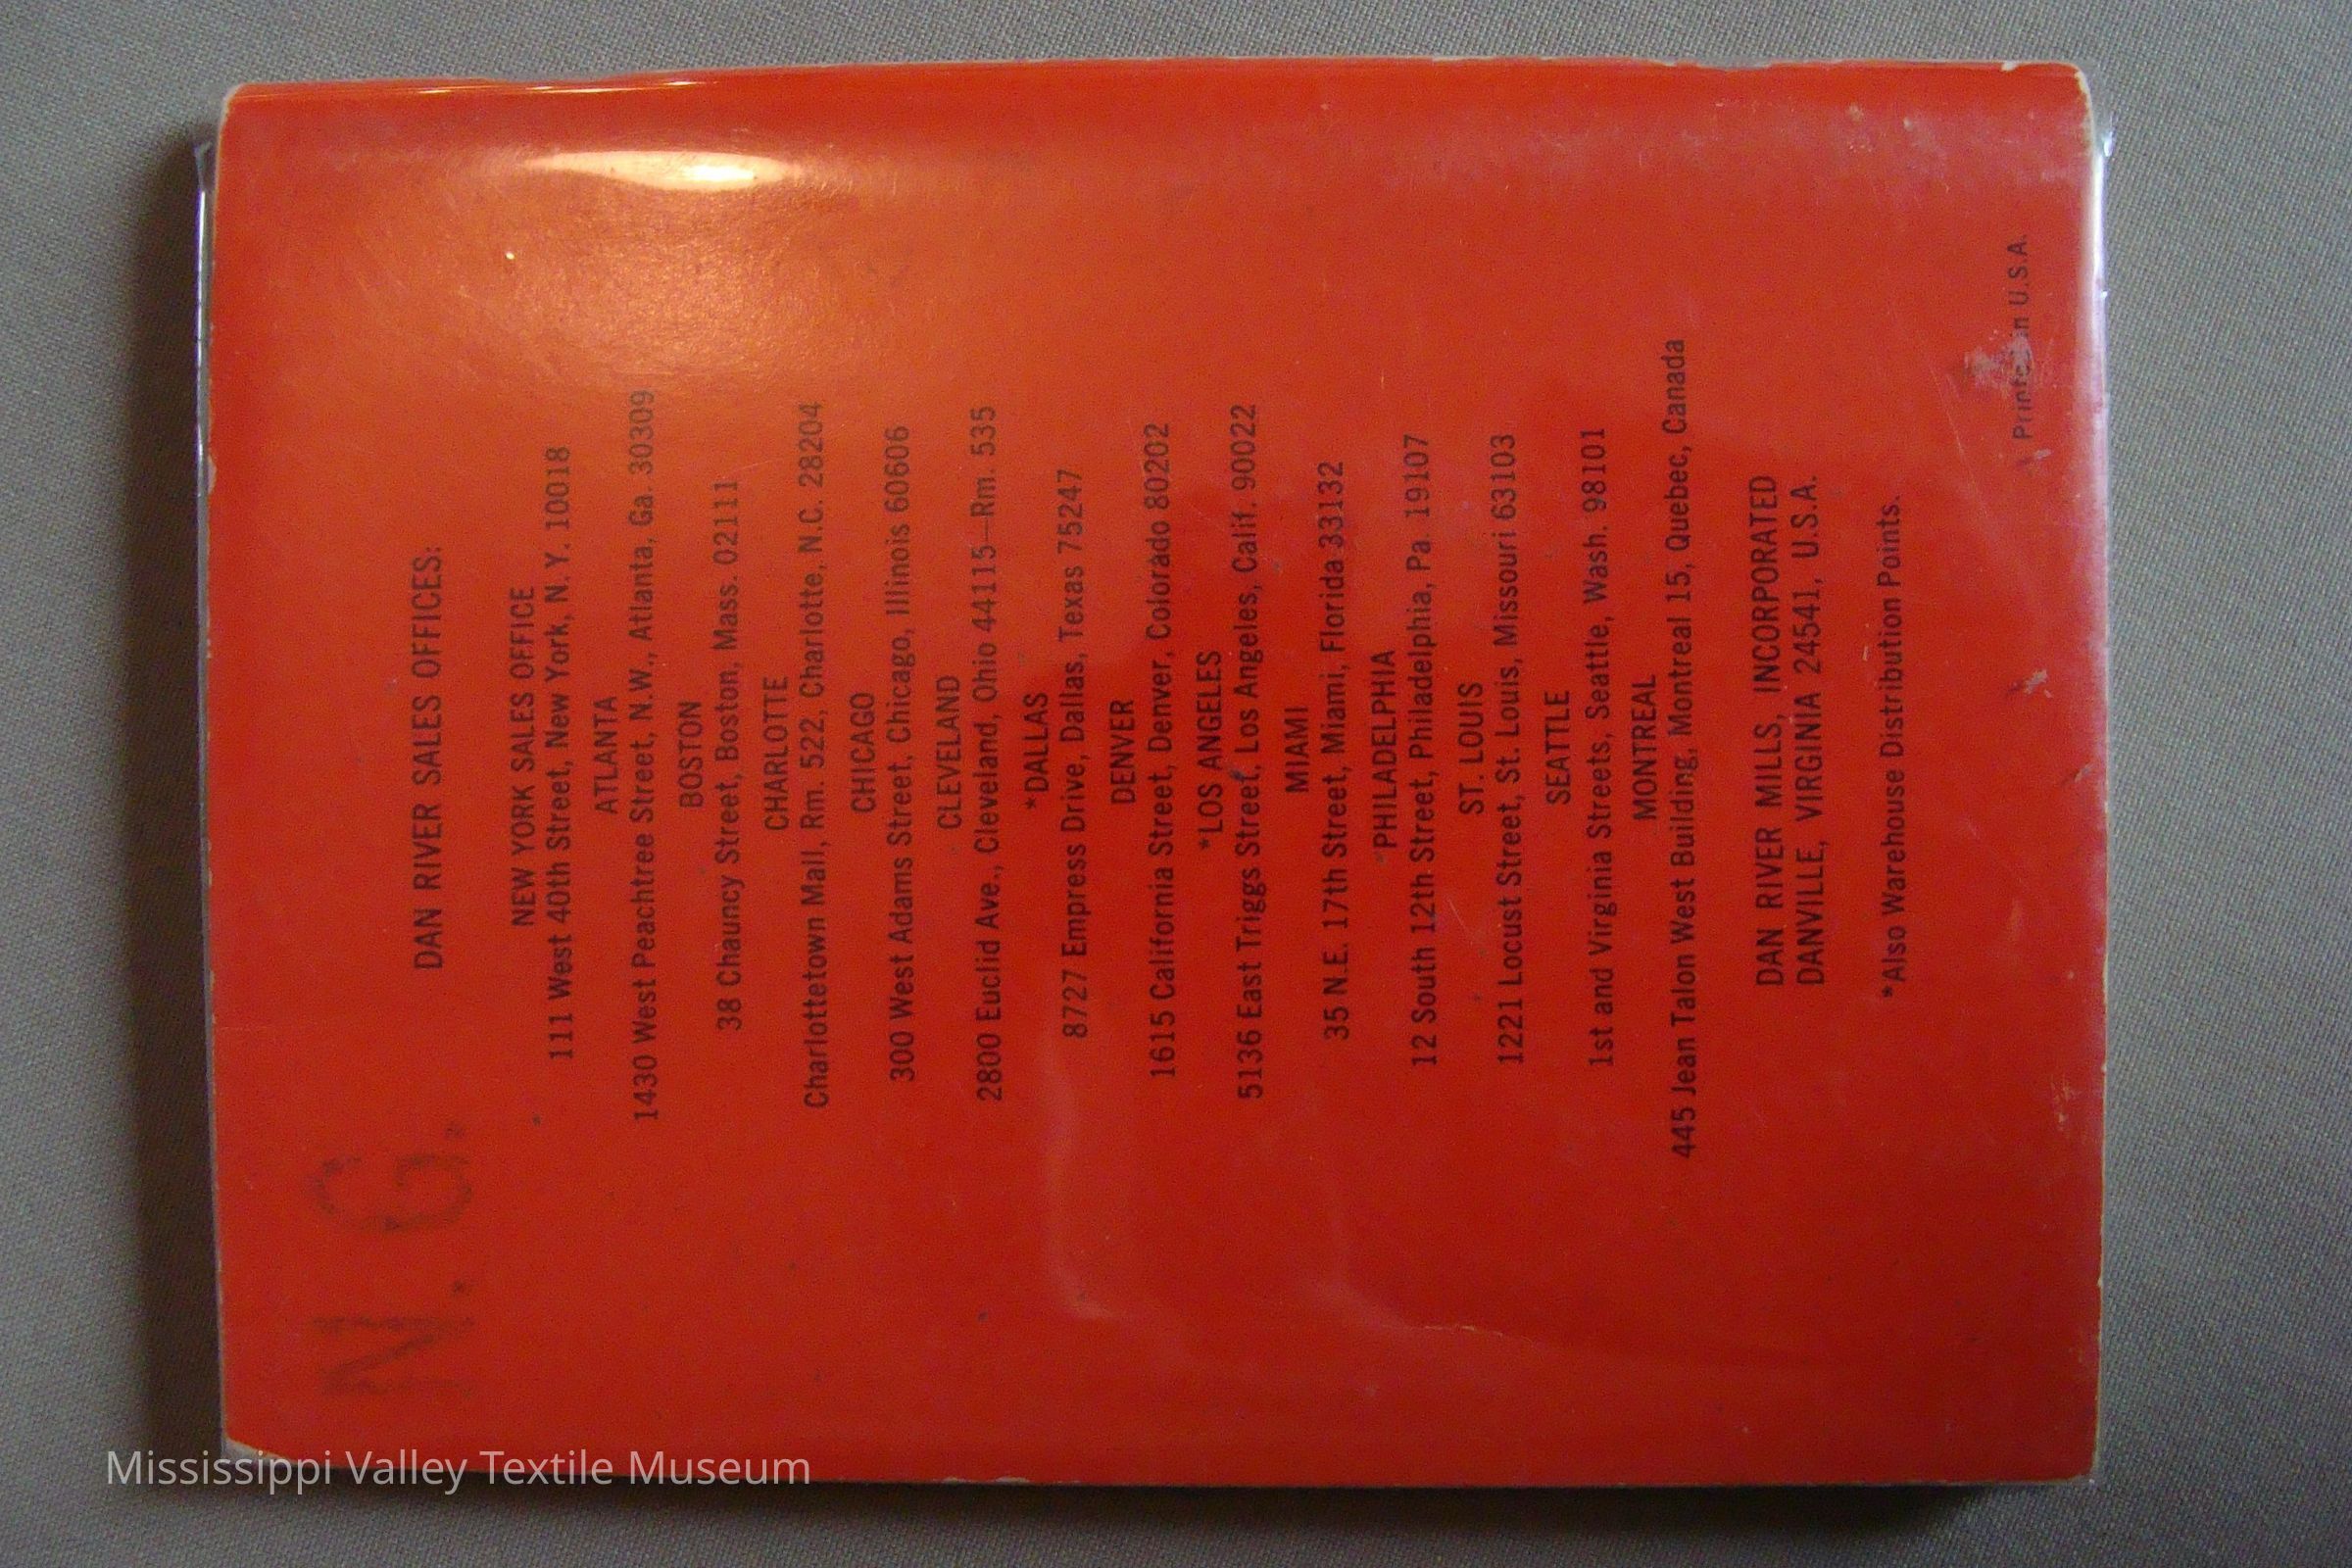 N. G.
DAN RIVER SALES OFFICES:
NEW YORK SALES OFFICE
111 West 40th Street, New York, N.Y. 10018
ATLANTA
1430 West Peachtree Street, N.W., Atlanta, Ga. 30309
BOSTON
38 Chauncy Street, Boston, Mass. 02111
CHARLOTTE
Charlottetown Mall, Rm. 522, Charlotte, N.C. 28204
CHICAGO
300 West Adams Street, Chicago, Illinois 60606
CLEVELAND
2800 Euclid Ave., Cleveland, Ohio 44115—Rm. 535
*DALLAS
8727 Empress Drive, Dallas, Texas 75247
DENVER
1615 California Street, Denver, Colorado 80202
*LOS ANGELES
5136 East Triggs Street, Los Angeles, Calif. 90022
MIAMI
35 N.E. 17th Street, Miami, Florida 33132
*PHILADELPHIA
12 South 12th Street, Philadelphia, Pa. 19107
ST. LOUIS
1221 Locust Street, St. Louis, Missouri 63103
SEATTLE
1st and Virginia Streets, Seattle, Wash. 98101
MONTREAL
445 Jean Talon West Building, Montreal 15, Quebec, Canada
DAN RIVER MILLS, INCORPORATED
DANVILLE, VIRGINIA 24541, U.S.A.
*Also Warehouse Distribution Points.
Printed in U.S.A.
Mississippi Valley Textile Museum